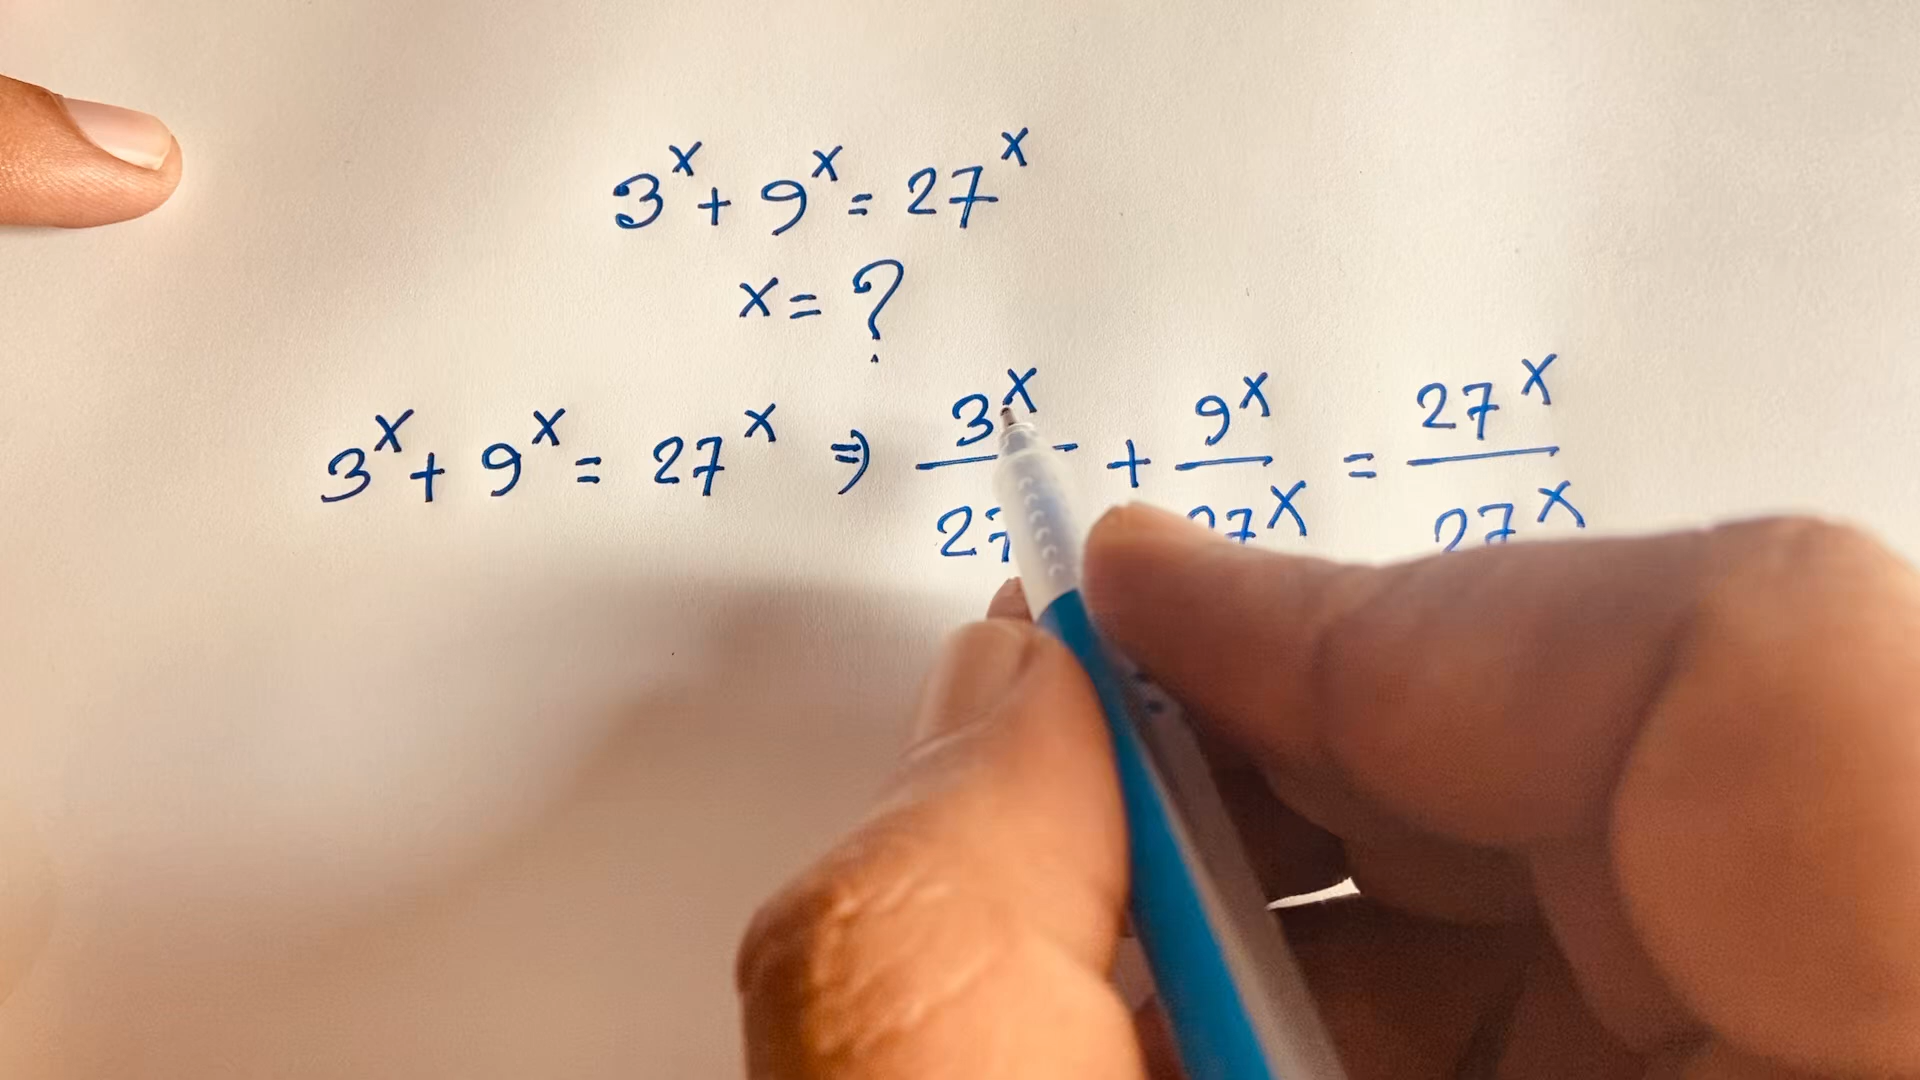 3^x + 9^x = 27^x
x = ?
3^x + 9^x = 27^x ⇒ 3^x/27 + 9^x/27^x = 27^x/27^x